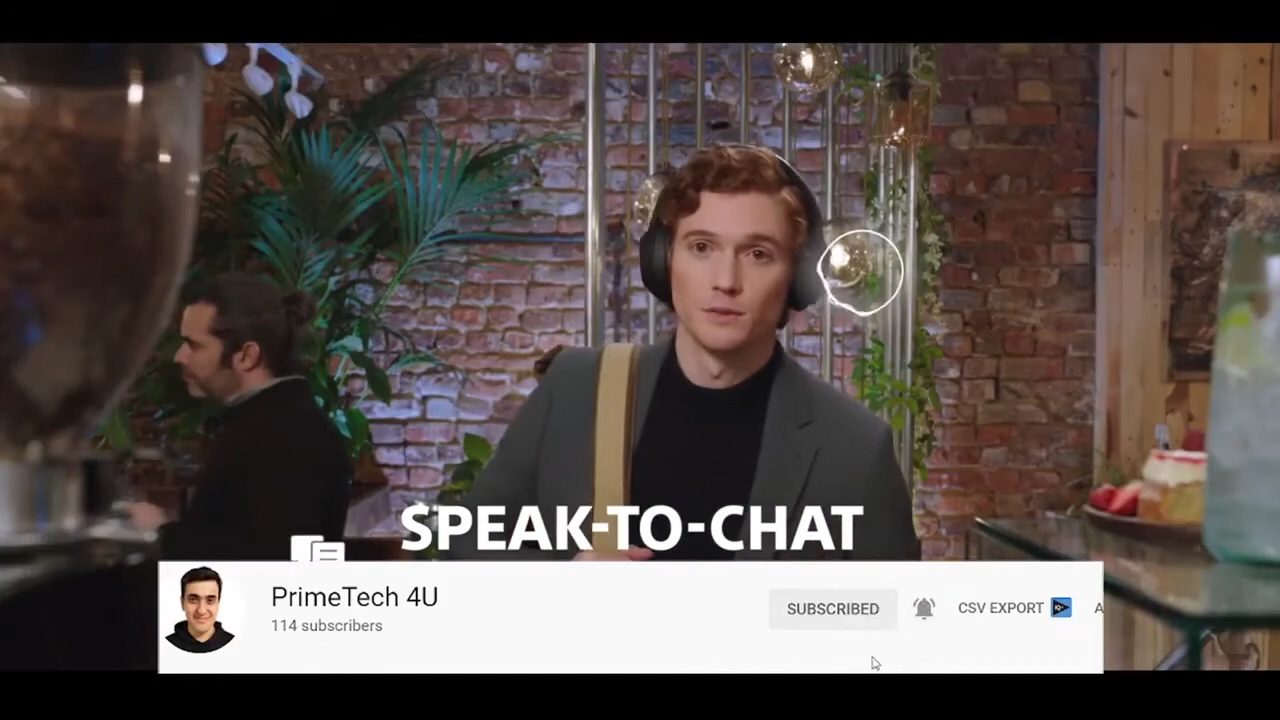 SPEAK-TO-CHAT
PrimeTech 4U
114 subscribers
SUBSCRIBED
CSV EXPORT
A